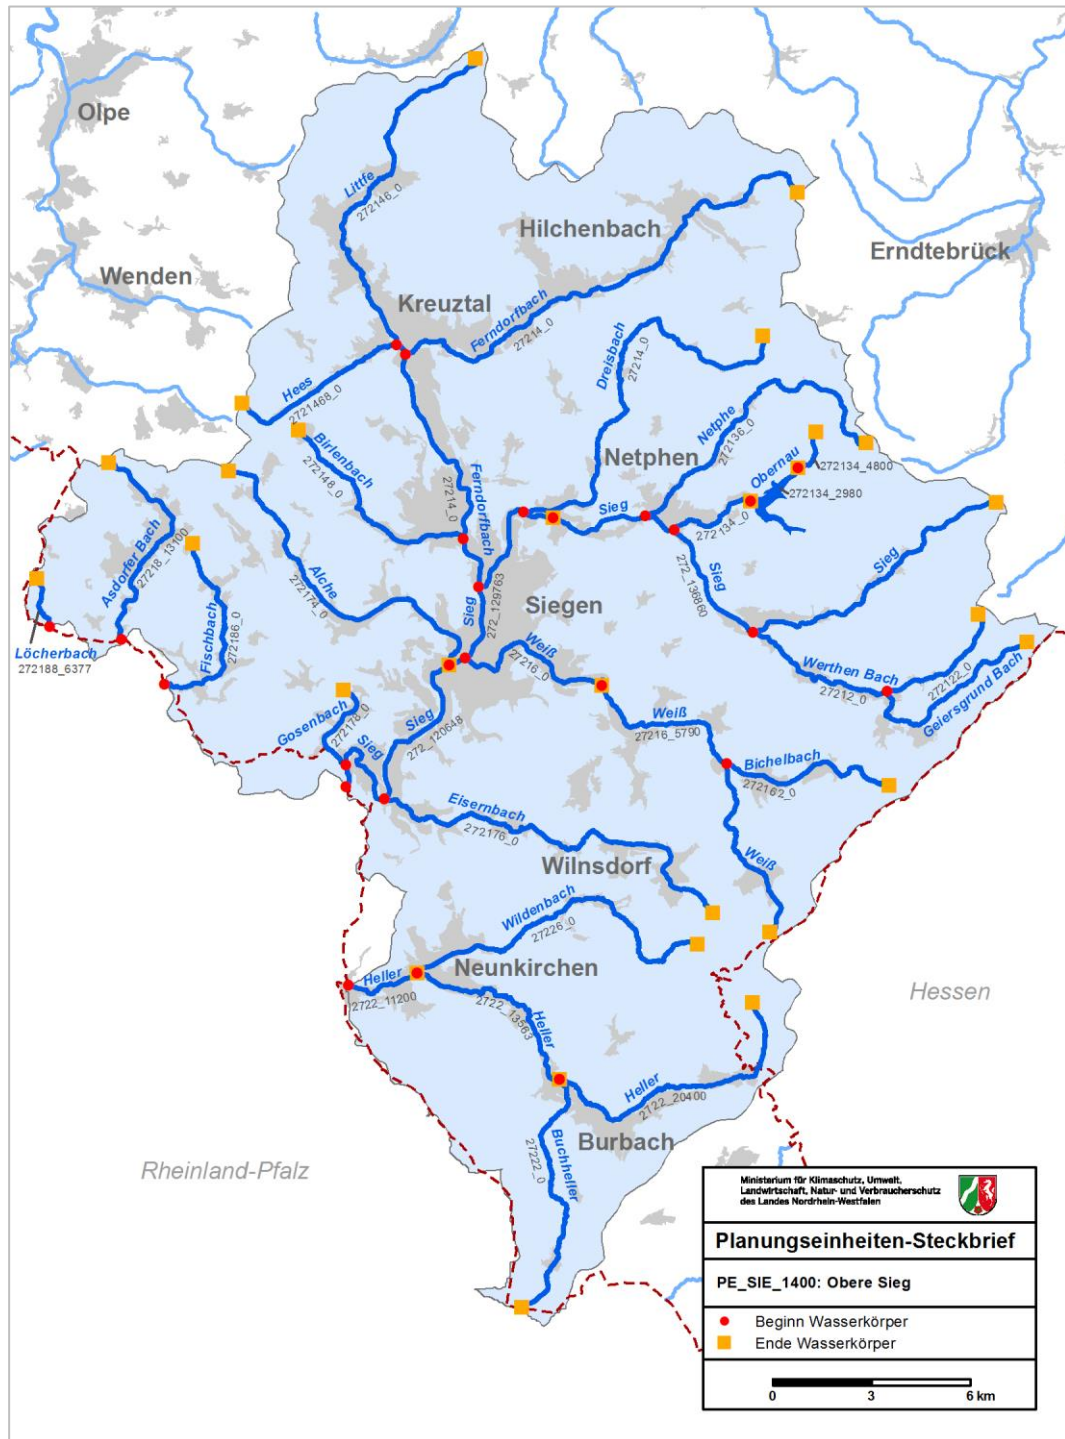 Olpe
Littfe
272146_0
Hilchenbach
Erndtebrück
Wenden
Kreuztal
Ferndorfbach
27214_0
Dreisbach
27214_0
Hees
2721468_0
Netphe
272136_0
Birlenbach
272148_0
Netphen
Obernau
272134_4800
272134_2980
272134_0
Ferndorfbach
27214_0
Sieg
Asdorfer Bach
27218_13100
Alche
272174_0
Sieg
Sieg
272_136860
Fischbach
272186_0
Sieg
272_129763
Siegen
Löcherbach
272188_6377
Weiß
27216_0
Werthen Bach
27212_0
272122_0
Geiersgrund Bach
Gosenbach
272178_0
Sieg
Sieg
272_120648
Weiß
27216_5790
Bichelbach
272162_0
Eisernbach
272176_0
Weiß
Wilnsdorf
Wildenbach
27226_0
Neunkirchen
Heller
2722_11200
Hessen
2722_13563
Heller
Heller
2722_20400
Burbach
Buchheller
27222_0
Rheinland-Pfalz
Ministerium für Klimaschutz, Umwelt,
Landwirtschaft, Natur- und Verbraucherschutz
des Landes Nordrhein-Westfalen
Planungseinheiten-Steckbrief
PE_SIE_1400: Obere Sieg
Beginn Wasserkörper
Ende Wasserkörper
0 3 6 km